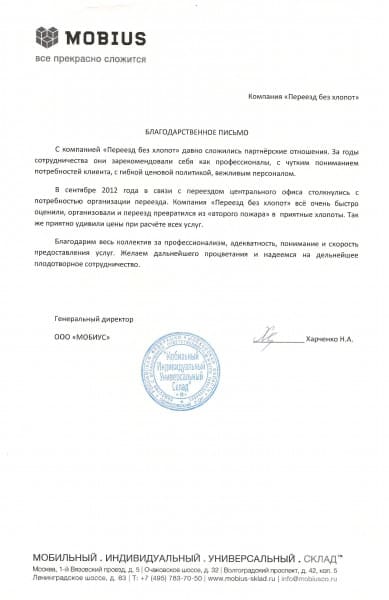 MOBIUS
все прекрасно сложится
Компания «Переезд без хлопот»
БЛАГОДАРСТВЕННОЕ ПИСЬМО
С компанией «Переезд без хлопот» давно сложились партнёрские отношения. За годы
сотрудничества они зарекомендовали себя как профессионалы, с чутким пониманием
потребностей клиента, с гибкой ценовой политикой, вежливым персоналом.
В сентябре 2012 года в связи с переездом центрального офиса столкнулись с
потребностью организации переезда. Компания «Переезд без хлопот» всё очень быстро
оценили, организовали и переезд превратился из «второго пожара» в приятные хлопоты. Так
же приятно удивили цены при расчёте всех услуг.
Благодарим весь коллектив за профессионализм, адекватность, понимание и скорость
предоставления услуг. Желаем дальнейшего процветания и надеемся на дальнейшее
плодотворное сотрудничество.
Генеральный директор
ООО «МОБИУС»
Харченко Н.А.
"Мобильный
Индивидуальный
Универсальный
Склад"
МОБИЛЬНЫЙ . ИНДИВИДУАЛЬНЫЙ . УНИВЕРСАЛЬНЫЙ . СКЛАД™
Москва, 1-й Вязовский проезд, д. 5 | Очаковское шоссе, д. 32 | Волгоградский проспект, д. 42, кор. 5
Ленинградское шоссе, д. 63 | T: +7 (495) 783-70-50 | www.mobius-sklad.ru | info@mobiusco.ru